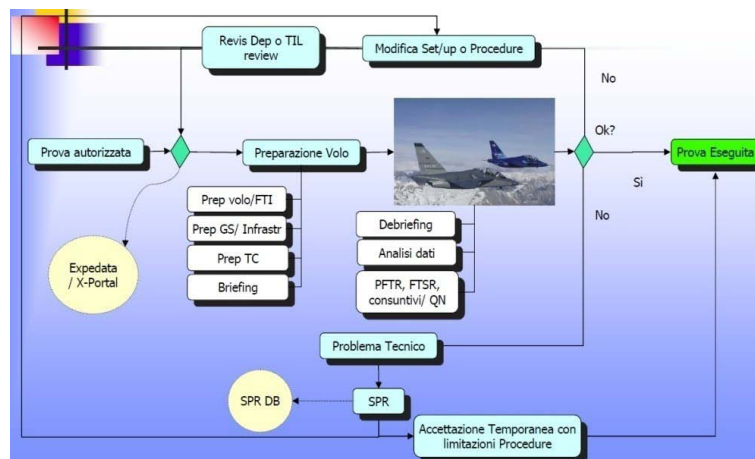 Revis Dep o TIL
review
Modifica Set/up o Procedure
No
Ok?
Prova autorizzata
Preparazione Volo
Prova Eseguita
Si
Prep volo/FTI
Prep GS/ Infrastr
Prep TC
Briefing
Debriefing
Analisi dati
PFTR, FTSR,
consuntivi/ QN
No
Expedata
/ X-Portal
Problema Tecnico
SPR DB
SPR
Accettazione Temporanea con
limitazioni Procedure